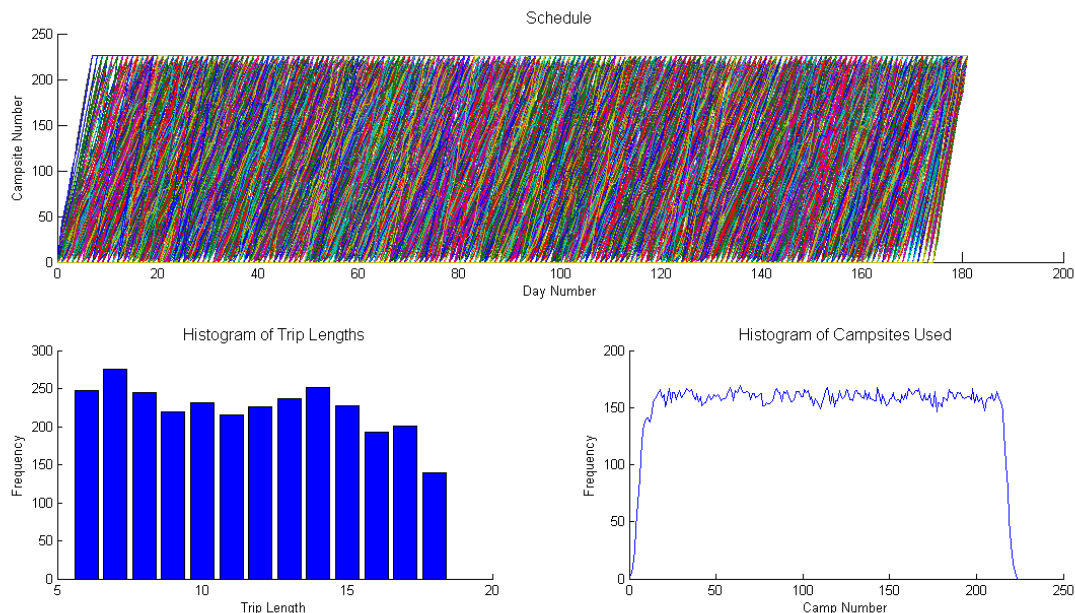 Schedule
250
200
150
100
50
0
Campsite Number
0 20 40 60 80 100 120 140 160 180 200
Day Number
Histogram of Trip Lengths
300
250
200
150
100
50
0
Frequency
5 10 15 20
Trip Length
Histogram of Campsites Used
200
150
100
50
0
Frequency
0 50 100 150 200 250
Camp Number